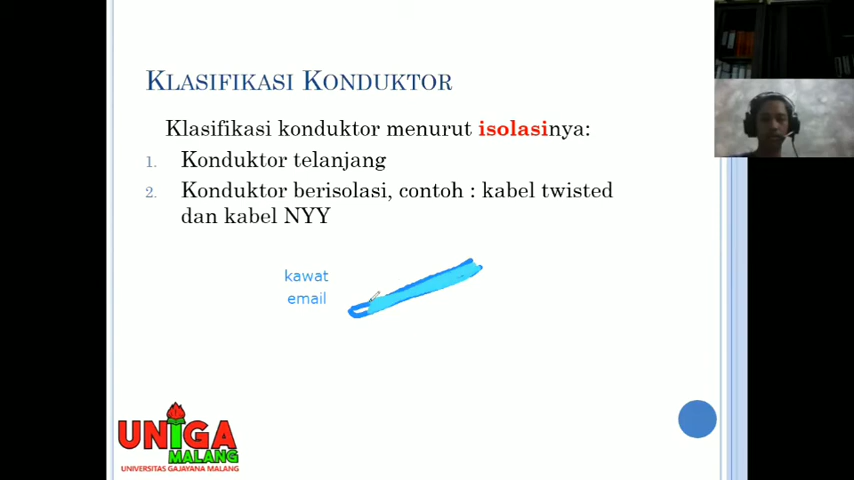 KLASIFIKASI KONDUKTOR
Klasifikasi konduktor menurut isolasinya:
1. Konduktor telanjang
2. Konduktor berisolasi, contoh : kabel twisted
dan kabel NYY
kawat
email
UNIGA
MALANG
UNIVERSITAS GAJAYANA MALANG